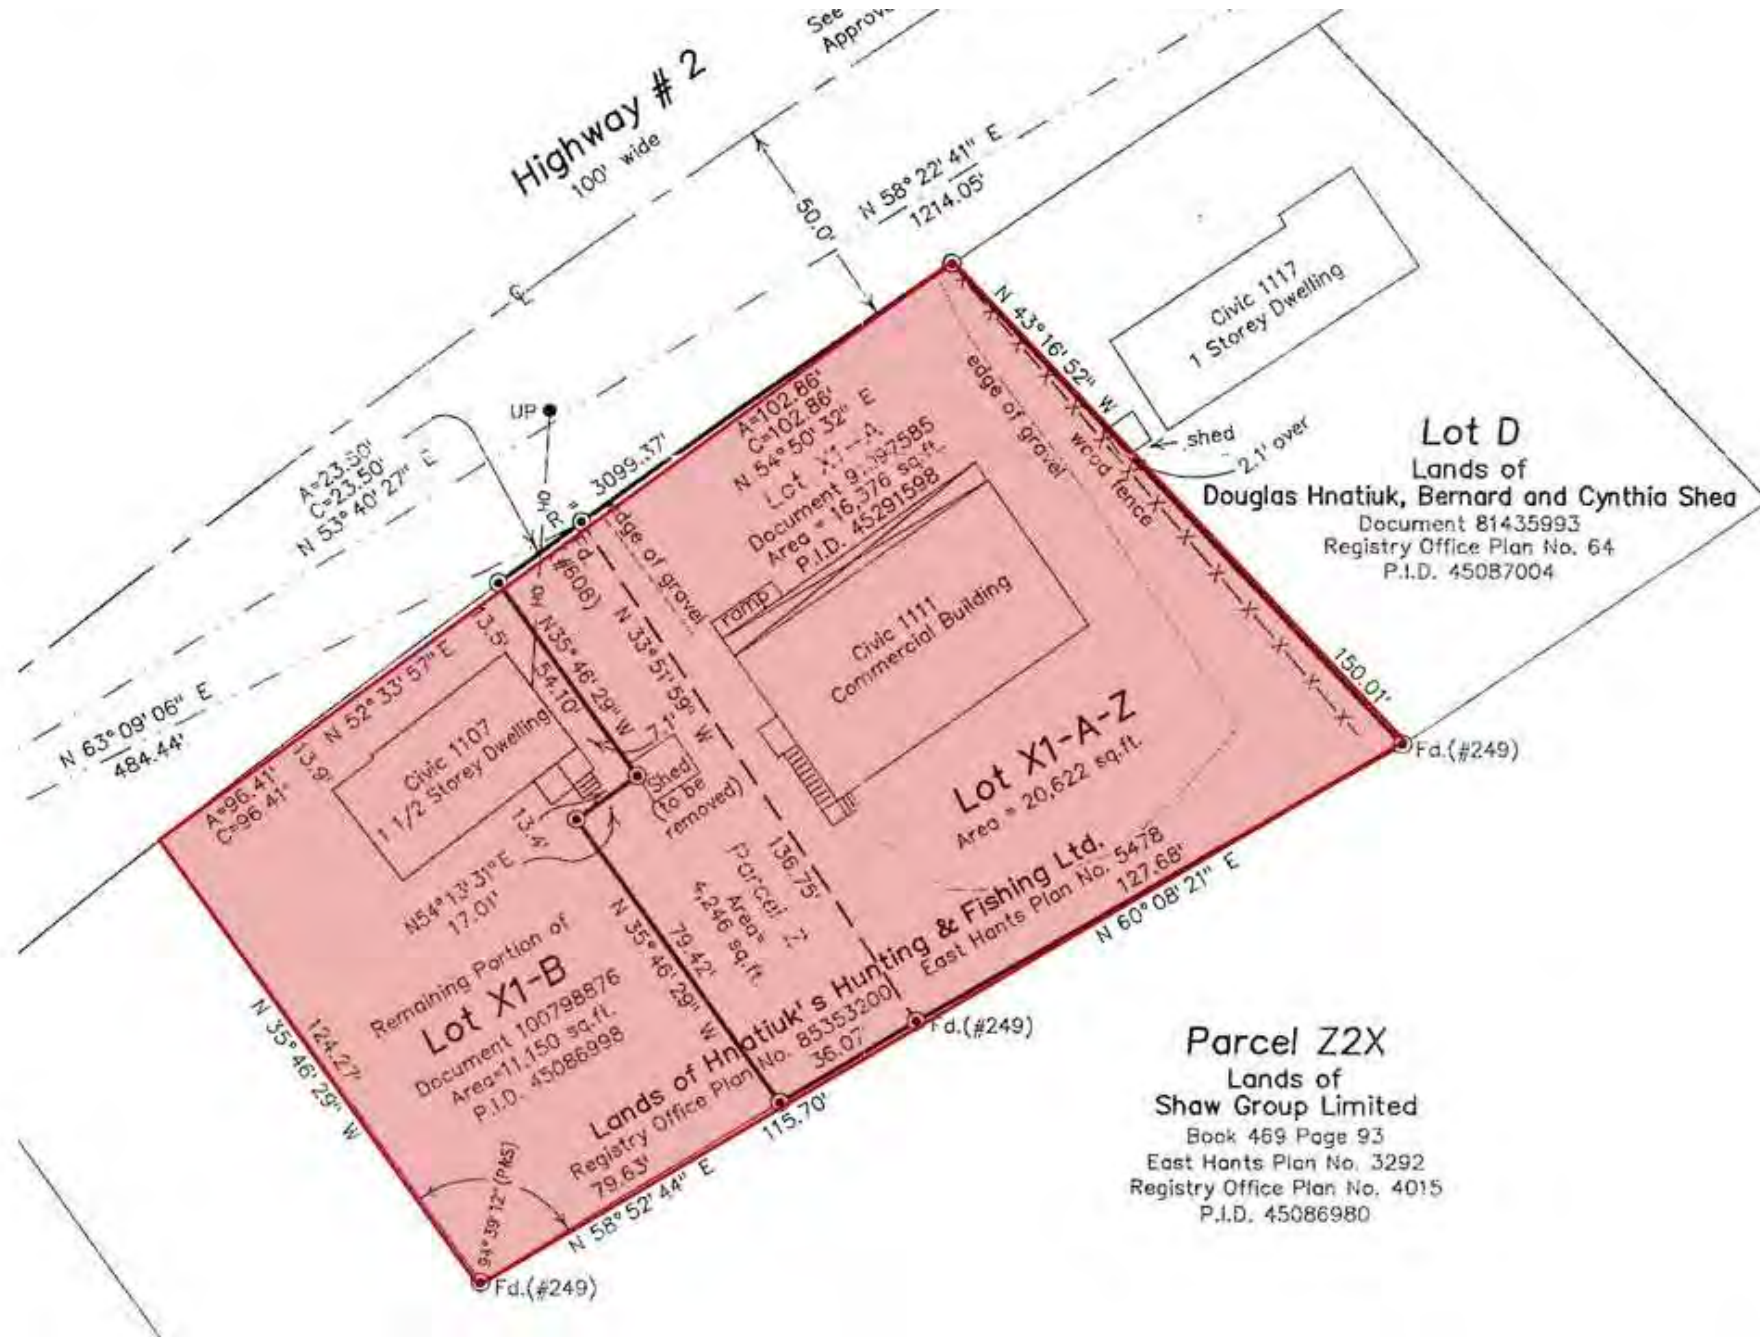 See
Approv
Highway # 2
100' wide
50.0'
N 58° 22' 41" E
1214.05'
UP
A=23.50'
C=23.50'
N 53° 40' 27" E
3099.37'
A=102.86'
C=102.86'
N 54° 50' 32" E
Lot X1-A
Document
Area = 16,376 sq.ft.
P.I.D. 45291598
N 43° 16' 52" W
edge of gravel
wood fence
shed
2.1' over
150.01'
Civic 1117
1 Storey Dwelling
Lot D
Lands of
Douglas Hnatiuk, Bernard and Cynthia Shea
Document 81435993
Registry Office Plan No. 64
P.I.D. 45087004
Fd.
#608)
edge of gravel
N 33° 51' 59" W
136.75'
ramp
Civic 1111
Commercial Building
N35° 46' 29" W
54.10'
3.5'
7.1'
Shed
(to be
removed)
N 52° 33' 57" E
N 63° 09' 06" E
484.44'
A=96.41'
C=96.41'
13.9'
Civic 1107
1 1/2 Storey Dwelling
13.4'
N54° 13' 31" E
17.01'
Lot X1-A-Z
Area = 20,622 sq.ft.
Fd.(#249)
Parcel Z
Area=
4,246 sq.ft.
N 35° 46' 29" W
79.42'
Remaining Portion of
Lot X1-B
Document 100798876
Area=11,150 sq.ft.
P.I.D. 45086998
Lands of Hnatiuk's Hunting & Fishing Ltd.
Registry Office Plan No. 85353200
East Hants Plan No. 5478
127.68'
N 60° 08' 21" E
36.07'
Fd.(#249)
N 35° 46' 29" W
124.27'
94° 39' 12" (PNS)
79.63'
N 58° 52' 44" E
115.70'
Fd.(#249)
Parcel Z2X
Lands of
Shaw Group Limited
Book 469 Page 93
East Hants Plan No. 3292
Registry Office Plan No. 4015
P.I.D. 45086980